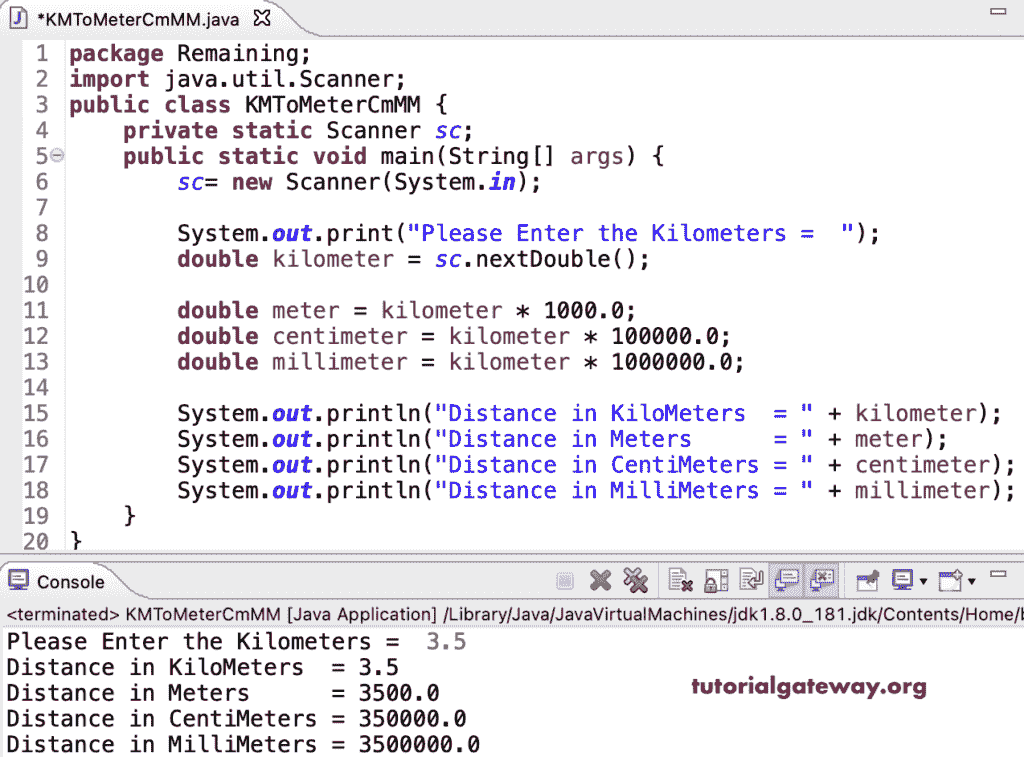 *KMToMeterCmMM.java
1 package Remaining;
2 import java.util.Scanner;
3 public class KMToMeterCmMM {
4     private static Scanner sc;
5     public static void main(String[] args) {
6         sc= new Scanner(System.in);
7
8         System.out.print("Please Enter the Kilometers =  ");
9         double kilometer = sc.nextDouble();
10
11         double meter = kilometer * 1000.0;
12         double centimeter = kilometer * 100000.0;
13         double millimeter = kilometer * 1000000.0;
14
15         System.out.println("Distance in KiloMeters  = " + kilometer);
16         System.out.println("Distance in Meters      = " + meter);
17         System.out.println("Distance in CentiMeters = " + centimeter);
18         System.out.println("Distance in MilliMeters = " + millimeter);
19     }
20 }
Console
<terminated> KMToMeterCmMM [Java Application] /Library/Java/JavaVirtualMachines/jdk1.8.0_181.jdk/Contents/Home/
Please Enter the Kilometers =  3.5
Distance in KiloMeters  = 3.5
Distance in Meters      = 3500.0
Distance in CentiMeters = 350000.0
Distance in MilliMeters = 3500000.0
tutorialgateway.org